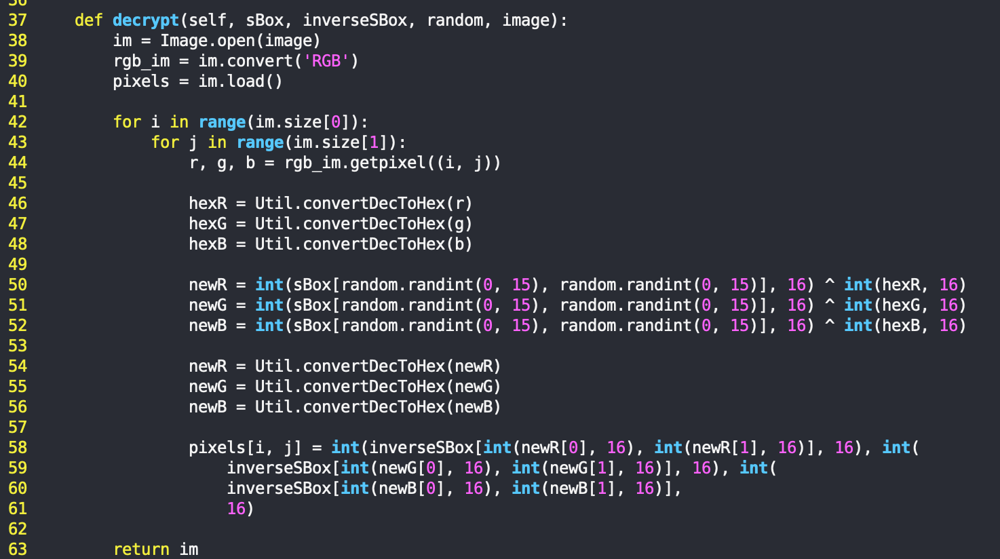 36
37     def decrypt(self, sBox, inverseSBox, random, image):
38         im = Image.open(image)
39         rgb_im = im.convert('RGB')
40         pixels = im.load()
41
42         for i in range(im.size[0]):
43             for j in range(im.size[1]):
44                 r, g, b = rgb_im.getpixel((i, j))
45
46                 hexR = Util.convertDecToHex(r)
47                 hexG = Util.convertDecToHex(g)
48                 hexB = Util.convertDecToHex(b)
49
50                 newR = int(sBox[random.randint(0, 15), random.randint(0, 15)], 16) ^ int(hexR, 16)
51                 newG = int(sBox[random.randint(0, 15), random.randint(0, 15)], 16) ^ int(hexG, 16)
52                 newB = int(sBox[random.randint(0, 15), random.randint(0, 15)], 16) ^ int(hexB, 16)
53
54                 newR = Util.convertDecToHex(newR)
55                 newG = Util.convertDecToHex(newG)
56                 newB = Util.convertDecToHex(newB)
57
58                 pixels[i, j] = int(inverseSBox[int(newR[0], 16), int(newR[1], 16)], 16), int(
59                     inverseSBox[int(newG[0], 16), int(newG[1], 16)], 16), int(
60                     inverseSBox[int(newB[0], 16), int(newB[1], 16)],
61                     16)
62
63         return im